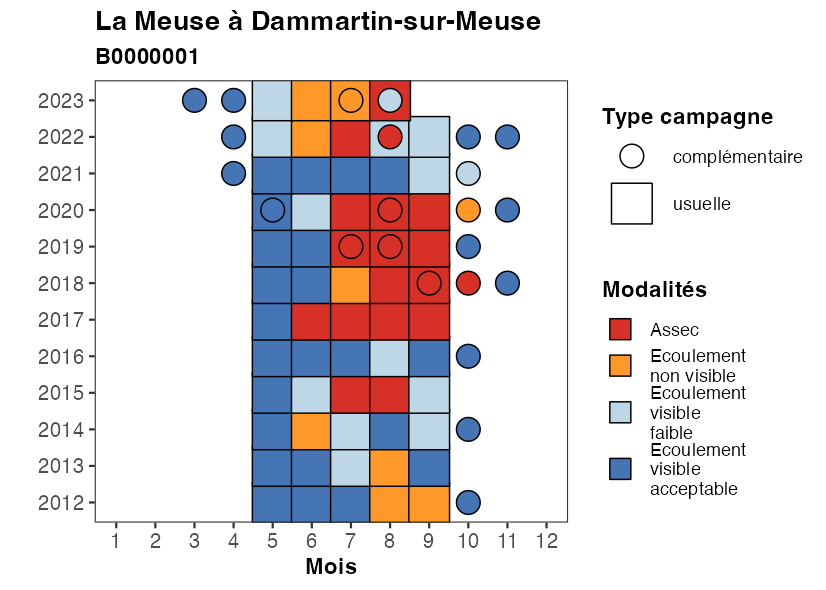 La Meuse à Dammartin-sur-Meuse
B0000001
2023
2022
2021
2020
2019
2018
2017
2016
2015
2014
2013
2012
1 2 3 4 5 6 7 8 9 10 11 12
Mois
Type campagne
complémentaire
usuelle
Modalités
Assec
Ecoulement
non visible
Ecoulement
visible
faible
Ecoulement
visible
acceptable